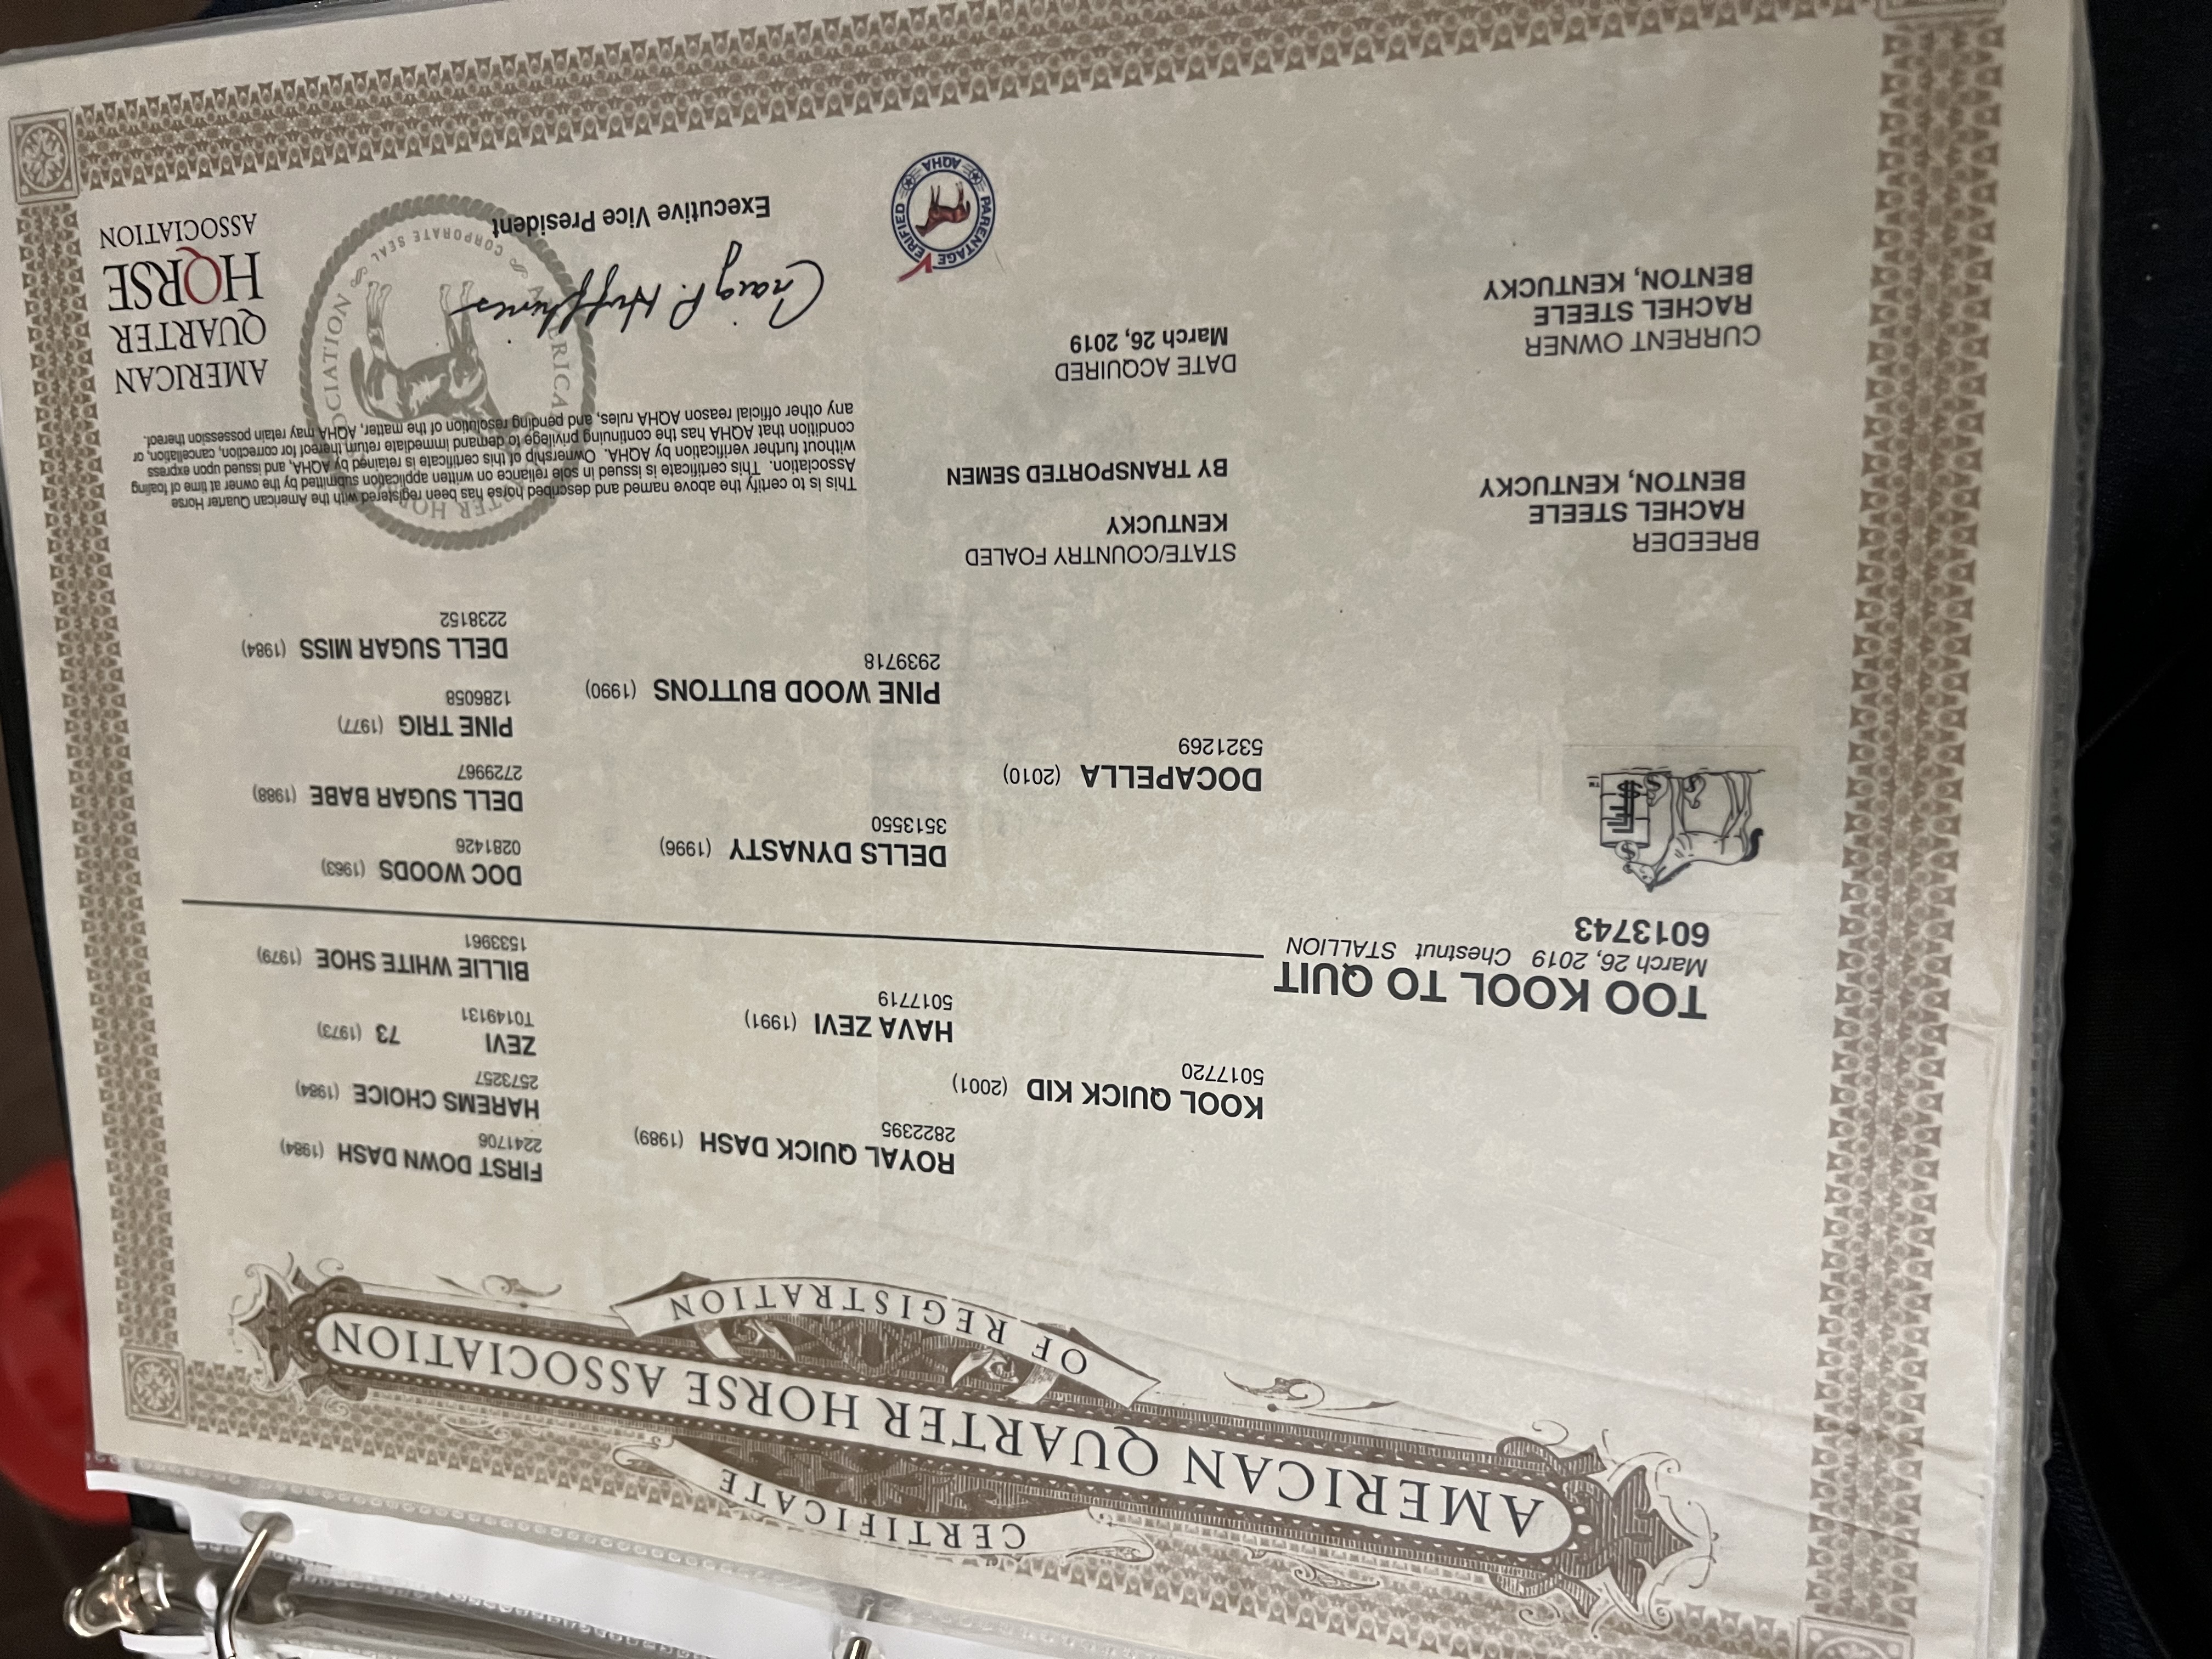 CERTIFICATE
AMERICAN QUARTER HORSE ASSOCIATION
OF REGISTRATION
FIRST DOWN DASH (1984)
2241706
ROYAL QUICK DASH (1989)
2822395
HAREMS CHOICE (1984)
2573257
KOOL QUICK KID (2001)
5017720
ZEVI 73 (1973)
T0149131
HAVA ZEVI (1991)
5017719
BILLIE WHITE SHOE (1979)
1533961
TOO KOOL TO QUIT
March 26, 2019 Chestnut STALLION
6013743
DOC WOODS (1963)
0281426
DELLS DYNASTY (1996)
3513550
DELL SUGAR BABE (1988)
2729967
DOCAPELLA (2010)
5321269
PINE TRIG (1977)
1286058
PINE WOOD BUTTONS (1990)
2939718
DELL SUGAR MISS (1984)
2238152
BREEDER
RACHEL STEELE
BENTON, KENTUCKY
STATE/COUNTRY FOALED
KENTUCKY
BY TRANSPORTED SEMEN
This is to certify the above named and described horse has been registered with the American Quarter Horse
Association. This certificate is issued in sole reliance on written application submitted by the owner at time of foaling
without further verification by AQHA. Ownership of this certificate is retained by AQHA, and issued upon express
condition that AQHA has the continuing privilege to demand immediate return thereof for correction, cancellation, or
any other official reason AQHA rules, and pending resolution of the matter, AQHA may retain possession thereof.
CURRENT OWNER
RACHEL STEELE
BENTON, KENTUCKY
DATE ACQUIRED
March 26, 2019
PARENTAGE VERIFIED
AQHA
Craig P. Huffhines
Executive Vice President
CORPORATE SEAL
AMERICAN
QUARTER
HORSE
ASSOCIATION